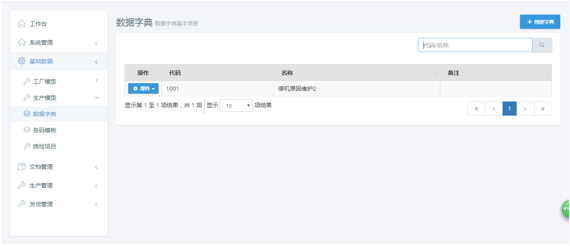 工作台
系统管理
基础数据
工厂模型
生产模型
数据字典
条码模板
质检项目
文档管理
生产管理
发货管理
数据字典 数据字典基本信息
+ 创建字典
代码/名称
操作 代码 名称 备注
操作 1001 停机原因维护2
显示第 1 至 1 项结果，共 1 项 显示 10 项结果
« ‹ 1 › »